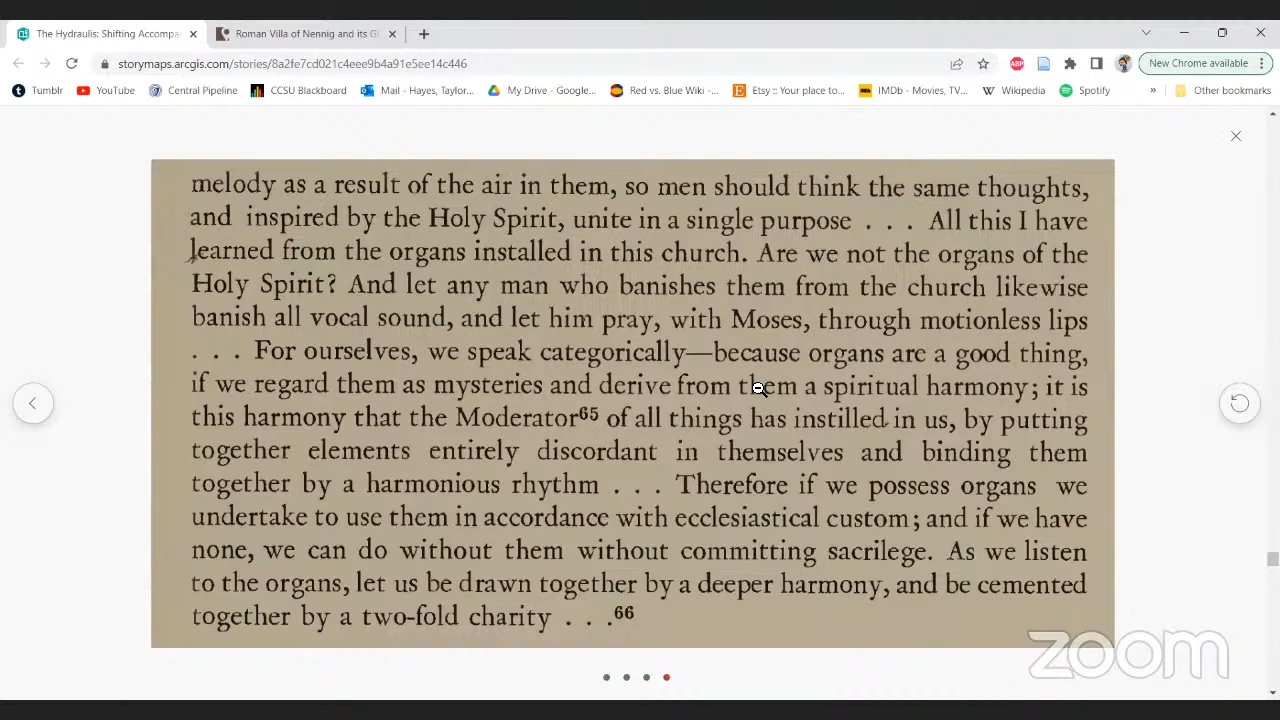 The Hydraulis: Shifting Accompa
Roman Villa of Nennig and its Gl
storymaps.arcgis.com/stories/8a2fe7cd021c4eee9b4a91e5e814c446
ABP
New Chrome available
Tumblr
YouTube
Central Pipeline
CCSU Blackboard
Mail - Hayes, Taylor...
My Drive - Google...
Red vs. Blue Wiki -...
Etsy :: Your place to...
IMDb - Movies, TV...
Wikipedia
Spotify
»
Other bookmarks
melody as a result of the air in them, so men should think the same thoughts,
and inspired by the Holy Spirit, unite in a single purpose . . . All this I have
learned from the organs installed in this church. Are we not the organs of the
Holy Spirit? And let any man who banishes them from the church likewise
banish all vocal sound, and let him pray, with Moses, through motionless lips
. . . For ourselves, we speak categorically—because organs are a good thing,
if we regard them as mysteries and derive from them a spiritual harmony; it is
this harmony that the Moderator65 of all things has instilled in us, by putting
together elements entirely discordant in themselves and binding them
together by a harmonious rhythm . . . Therefore if we possess organs we
undertake to use them in accordance with ecclesiastical custom; and if we have
none, we can do without them without committing sacrilege. As we listen
to the organs, let us be drawn together by a deeper harmony, and be cemented
together by a two-fold charity . . .66
zoom